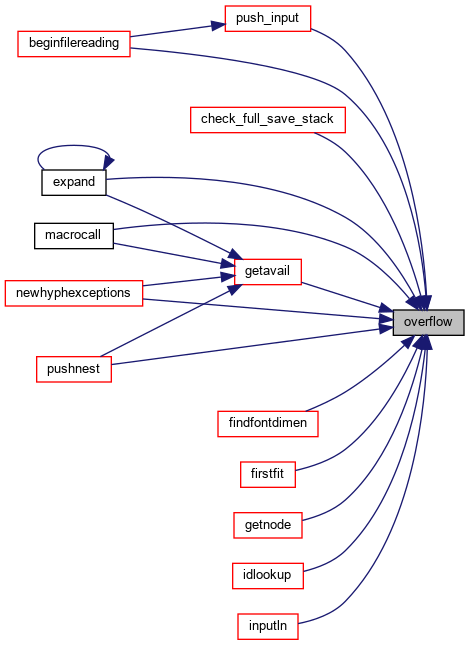 push_input
beginfilereading
check_full_save_stack
expand
macrocall
getavail
newhyphexceptions
overflow
pushnest
findfontdimen
firstfit
getnode
idlookup
inputln